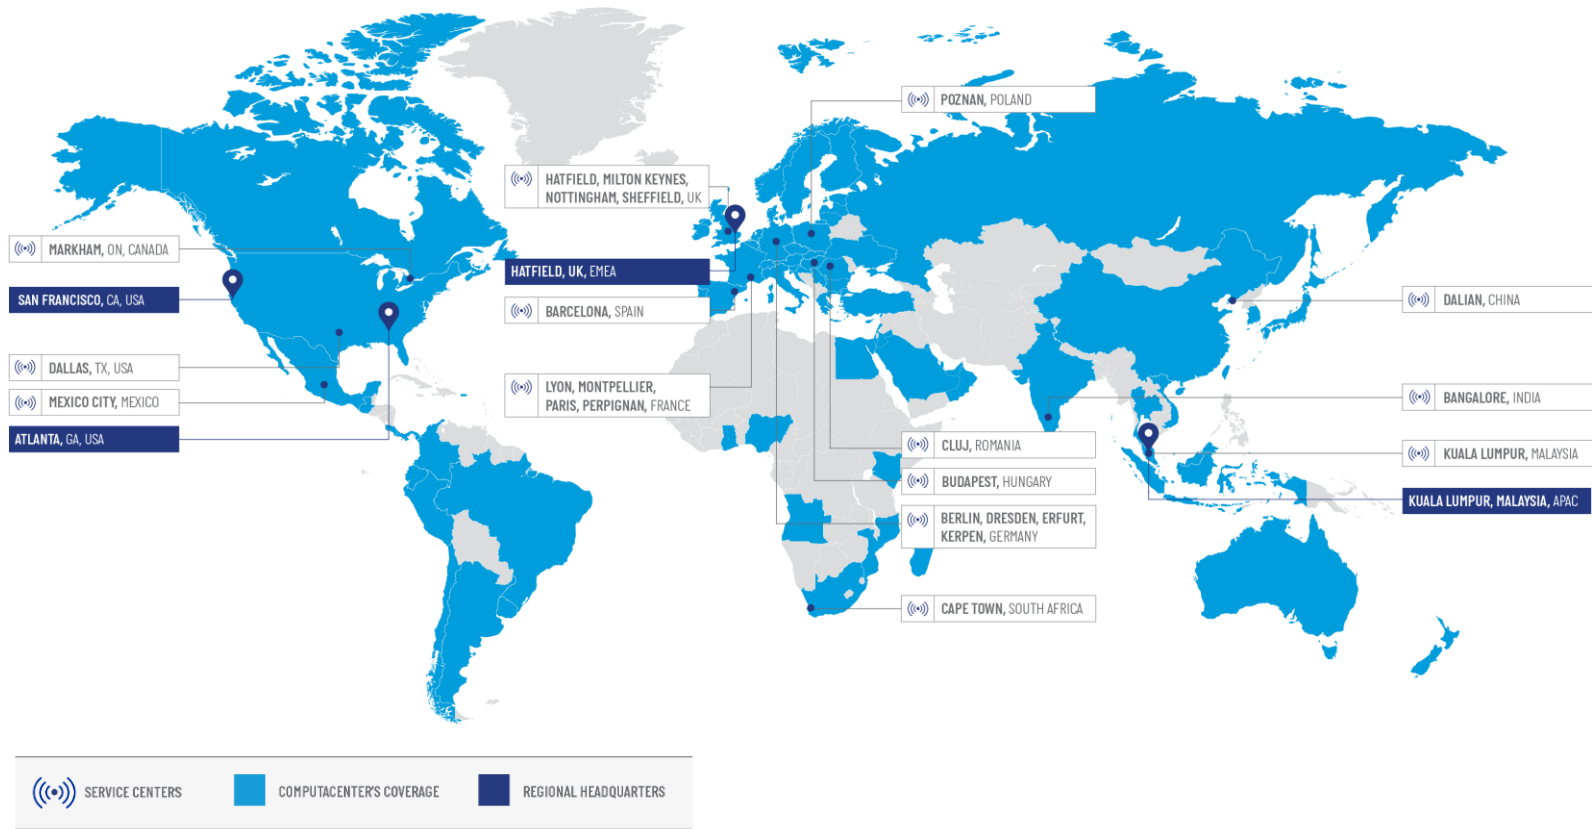 POZNAN, POLAND
HATFIELD, MILTON KEYNES,
NOTTINGHAM, SHEFFIELD, UK
MARKHAM, ON, CANADA
HATFIELD, UK, EMEA
SAN FRANCISCO, CA, USA
BARCELONA, SPAIN
DALIAN, CHINA
DALLAS, TX, USA
LYON, MONTPELLIER,
PARIS, PERPIGNAN, FRANCE
MEXICO CITY, MEXICO
BANGALORE, INDIA
ATLANTA, GA, USA
CLUJ, ROMANIA
KUALA LUMPUR, MALAYSIA
BUDAPEST, HUNGARY
KUALA LUMPUR, MALAYSIA, APAC
BERLIN, DRESDEN, ERFURT,
KERPEN, GERMANY
CAPE TOWN, SOUTH AFRICA
SERVICE CENTERS
COMPUTACENTER'S COVERAGE
REGIONAL HEADQUARTERS